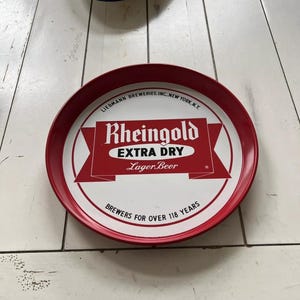 LIEBMANN BREWERIES, INC., NEW YORK, N.Y.
Rheingold
EXTRA DRY
Lager Beer
®
BREWERS FOR OVER 118 YEARS